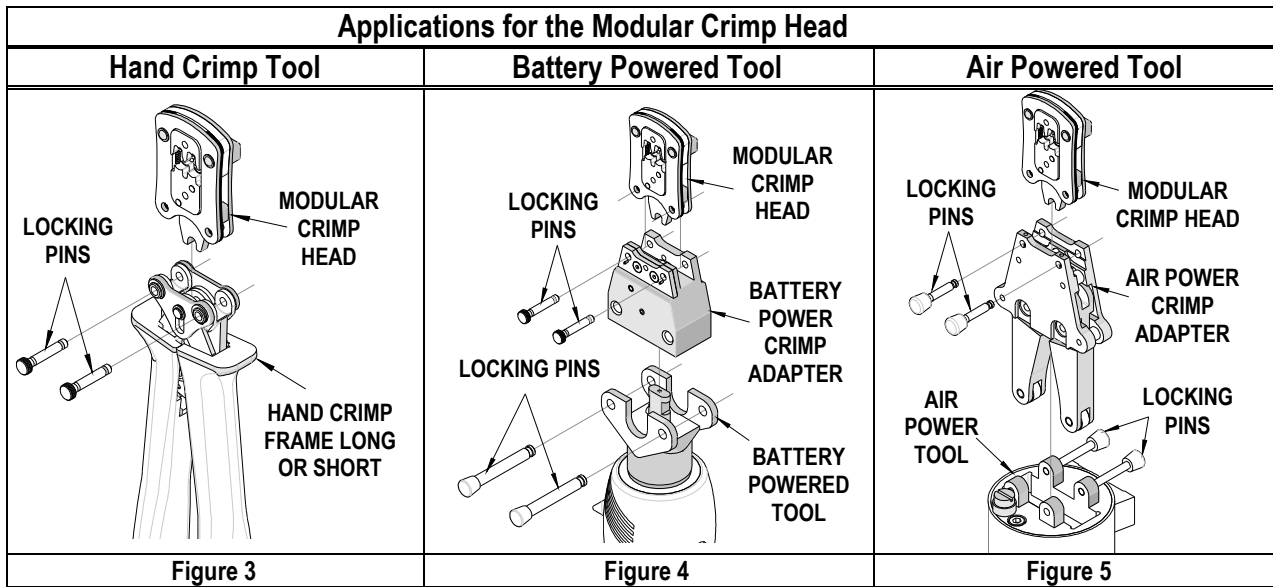 Applications for the Modular Crimp Head
Hand Crimp Tool
Battery Powered Tool
Air Powered Tool
LOCKING
PINS
MODULAR
CRIMP
HEAD
HAND CRIMP
FRAME LONG
OR SHORT
LOCKING
PINS
MODULAR
CRIMP
HEAD
BATTERY
POWER
CRIMP
ADAPTER
LOCKING PINS
BATTERY
POWERED
TOOL
LOCKING
PINS
MODULAR
CRIMP HEAD
AIR POWER
CRIMP
ADAPTER
AIR
POWER
TOOL
LOCKING
PINS
Figure 3
Figure 4
Figure 5